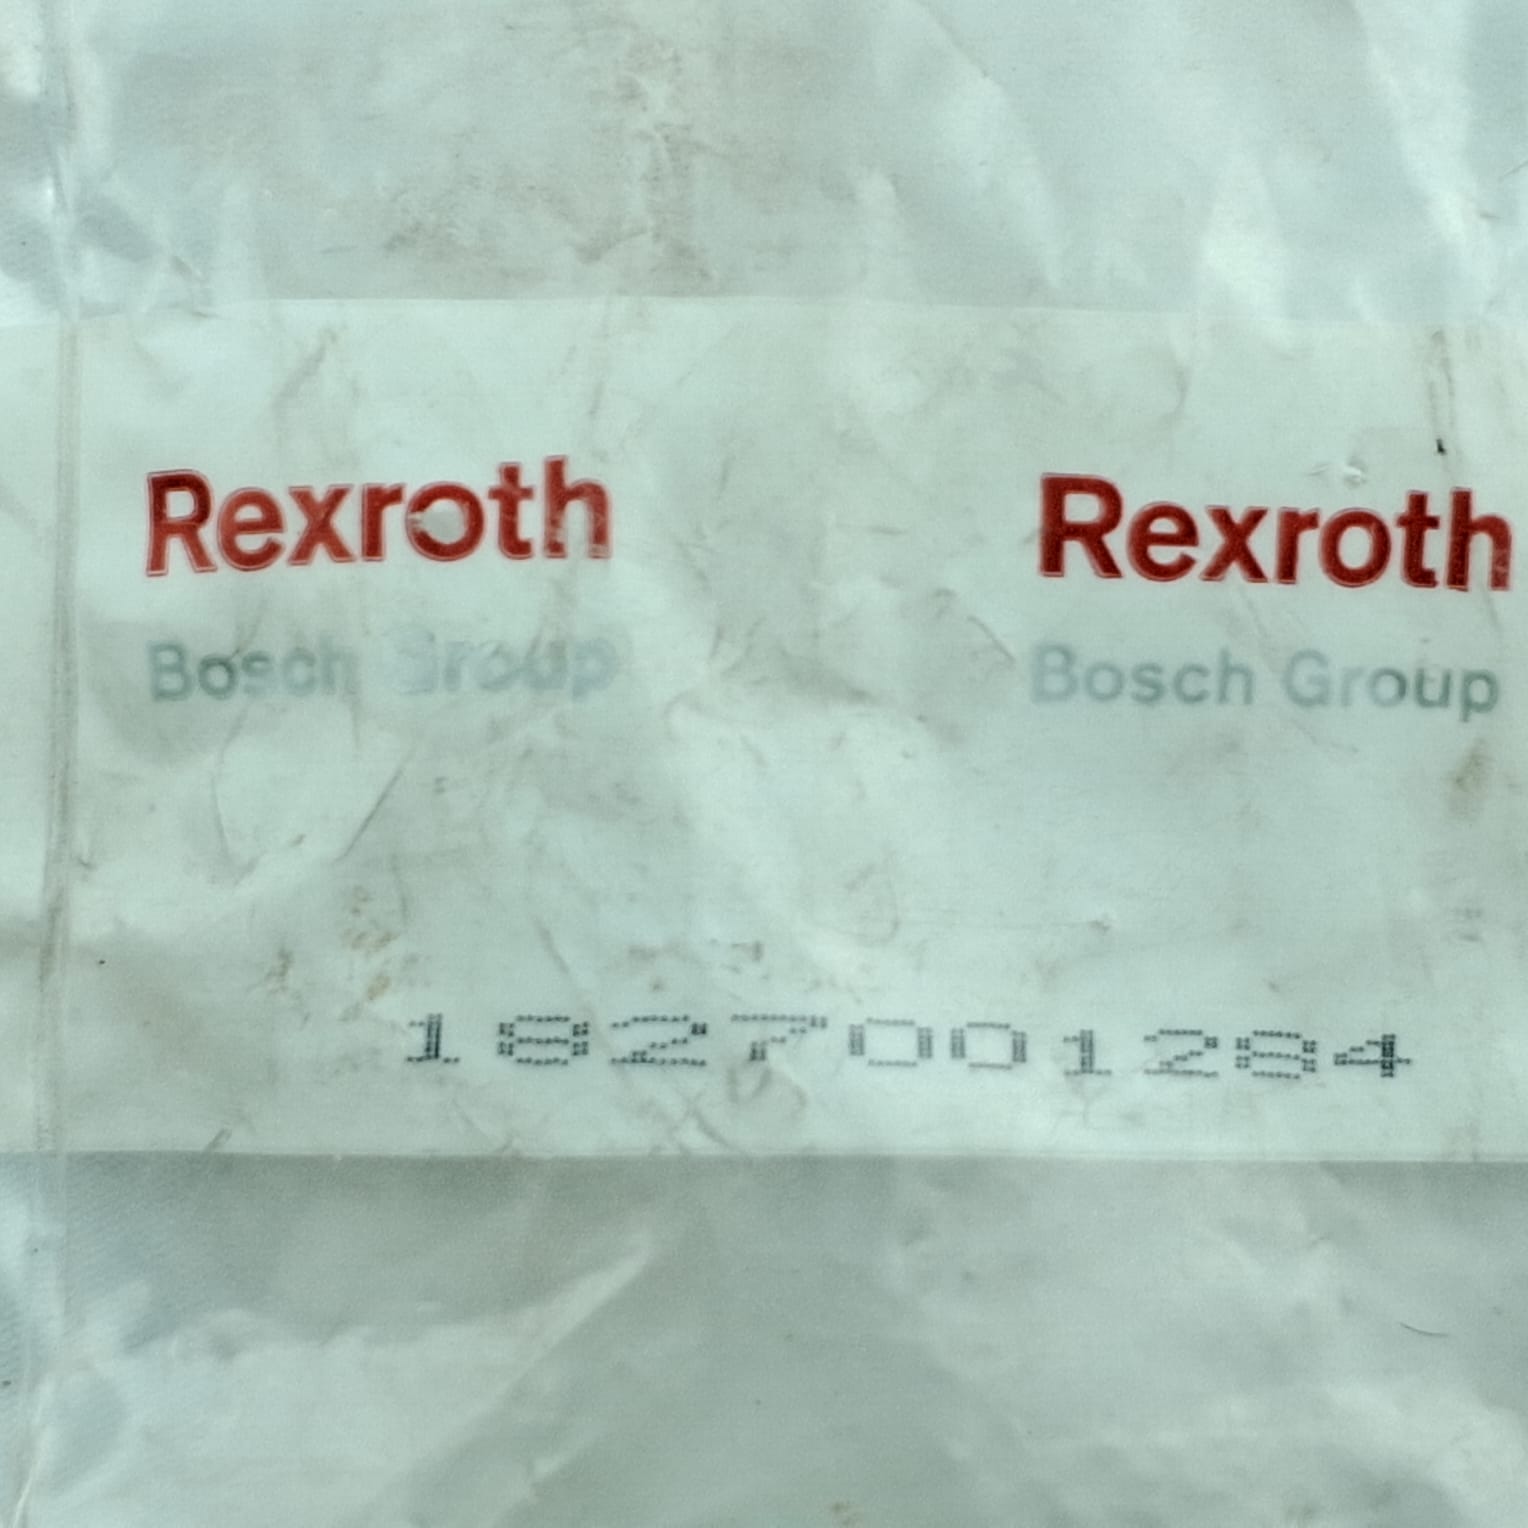 Rexroth Rexroth
Bosch Group Bosch Group
1827001284